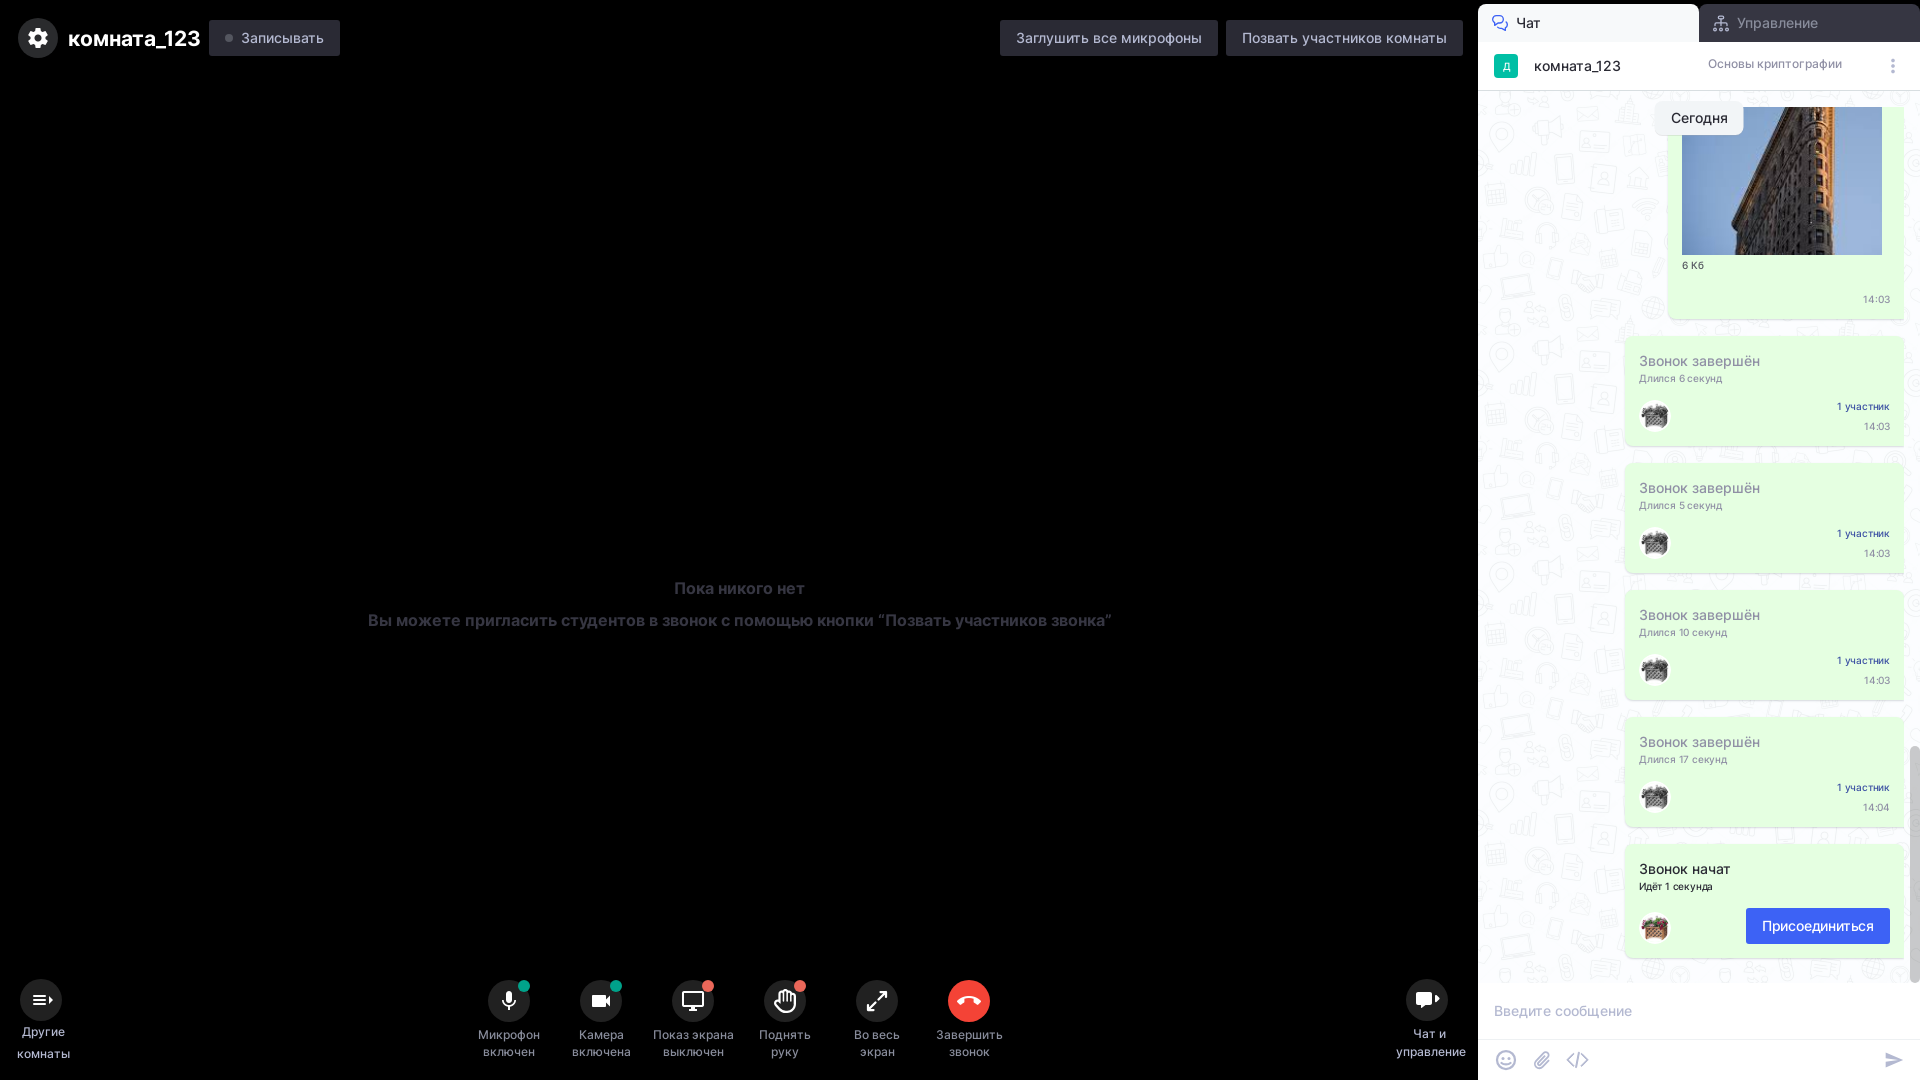 комната_123
Записывать
Заглушить все микрофоны
Позвать участников комнаты
Пока никого нет
Вы можете пригласить студентов в звонок с помощью кнопки “Позвать участников звонка”
Другие
комнаты
Микрофон
включен
Камера
включена
Показ экрана
выключен
Поднять
руку
Во весь
экран
Завершить
звонок
Чат и
управление
Чат
Управление
Д
комната_123
Основы криптографии
Сегодня
6 Кб
14:03
Звонок завершён
Длился 6 секунд
1 участник
14:03
Звонок завершён
Длился 5 секунд
1 участник
14:03
Звонок завершён
Длился 10 секунд
1 участник
14:03
Звонок завершён
Длился 17 секунд
1 участник
14:04
Звонок начат
Идёт 1 секунда
Присоединиться
Введите сообщение